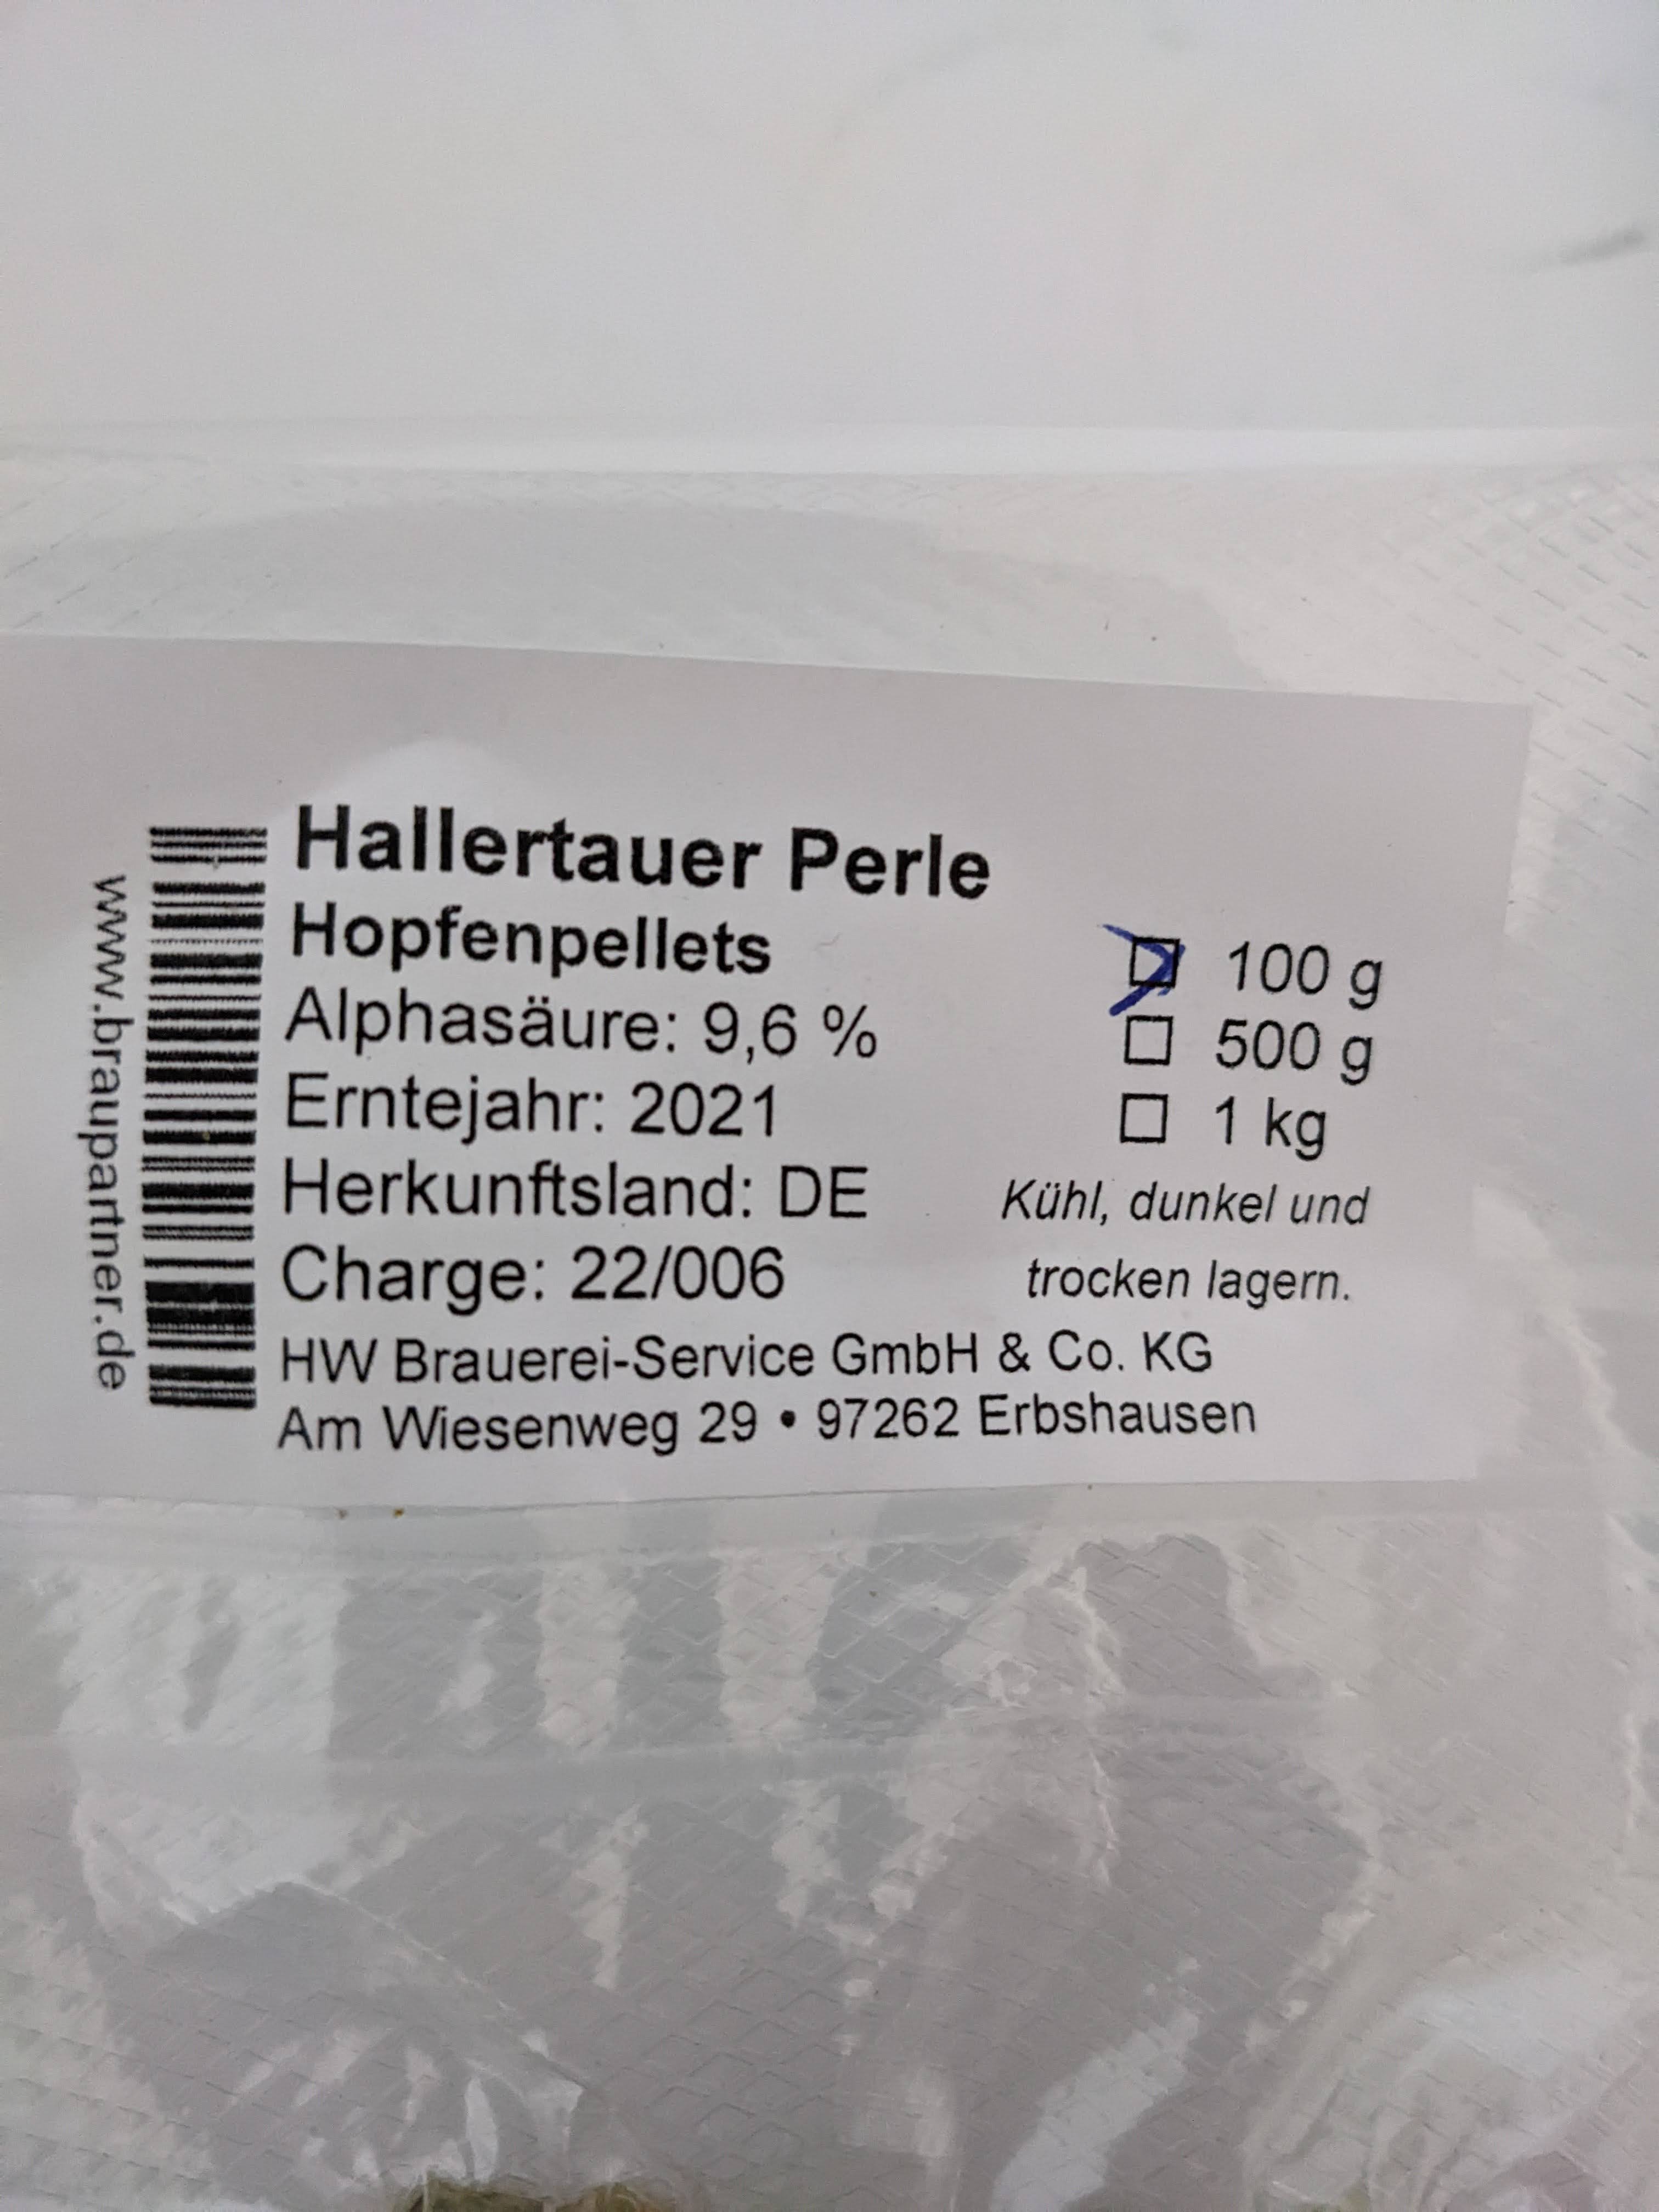 Hallertauer Perle
Hopfenpellets
Alphasäure: 9,6 %
Erntejahr: 2021
Herkunftsland: DE
Charge: 22/006
HW Brauerei-Service GmbH & Co. KG
Am Wiesenweg 29 • 97262 Erbshausen
100 g
500 g
1 kg
Kühl, dunkel und
trocken lagern.
www.braupartner.de